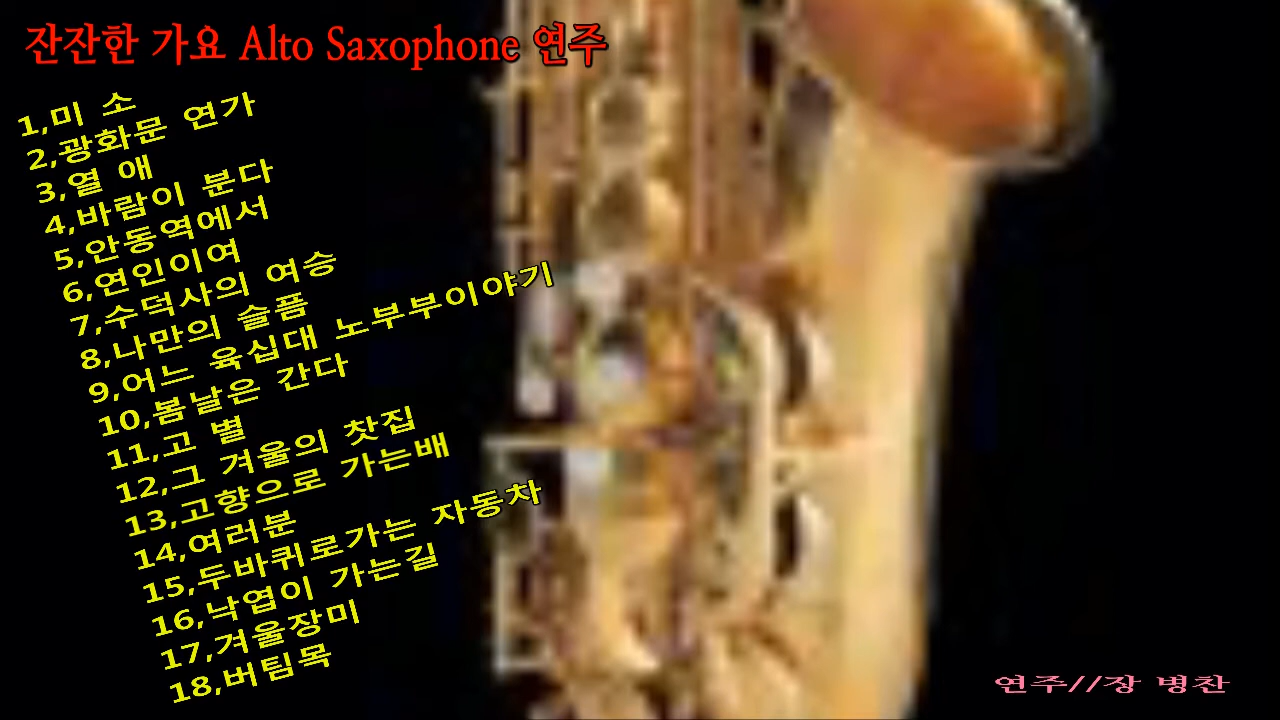 잔잔한 가요 Alto Saxophone 연주
1,미 소
2,광화문 연가
3,열 애
4,바람이 분다
5,안동역에서
6,연인이여
7,수덕사의 여승
8,나만의 슬픔
9,어느 육십대 노부부이야기
10,봄날은 간다
11,고 별
12,그 겨울의 찻집
13,고향으로 가는배
14,여러분
15,두바퀴로가는 자동차
16,낙엽이 가는길
17,겨울장미
18,버팀목
연주//장 병찬